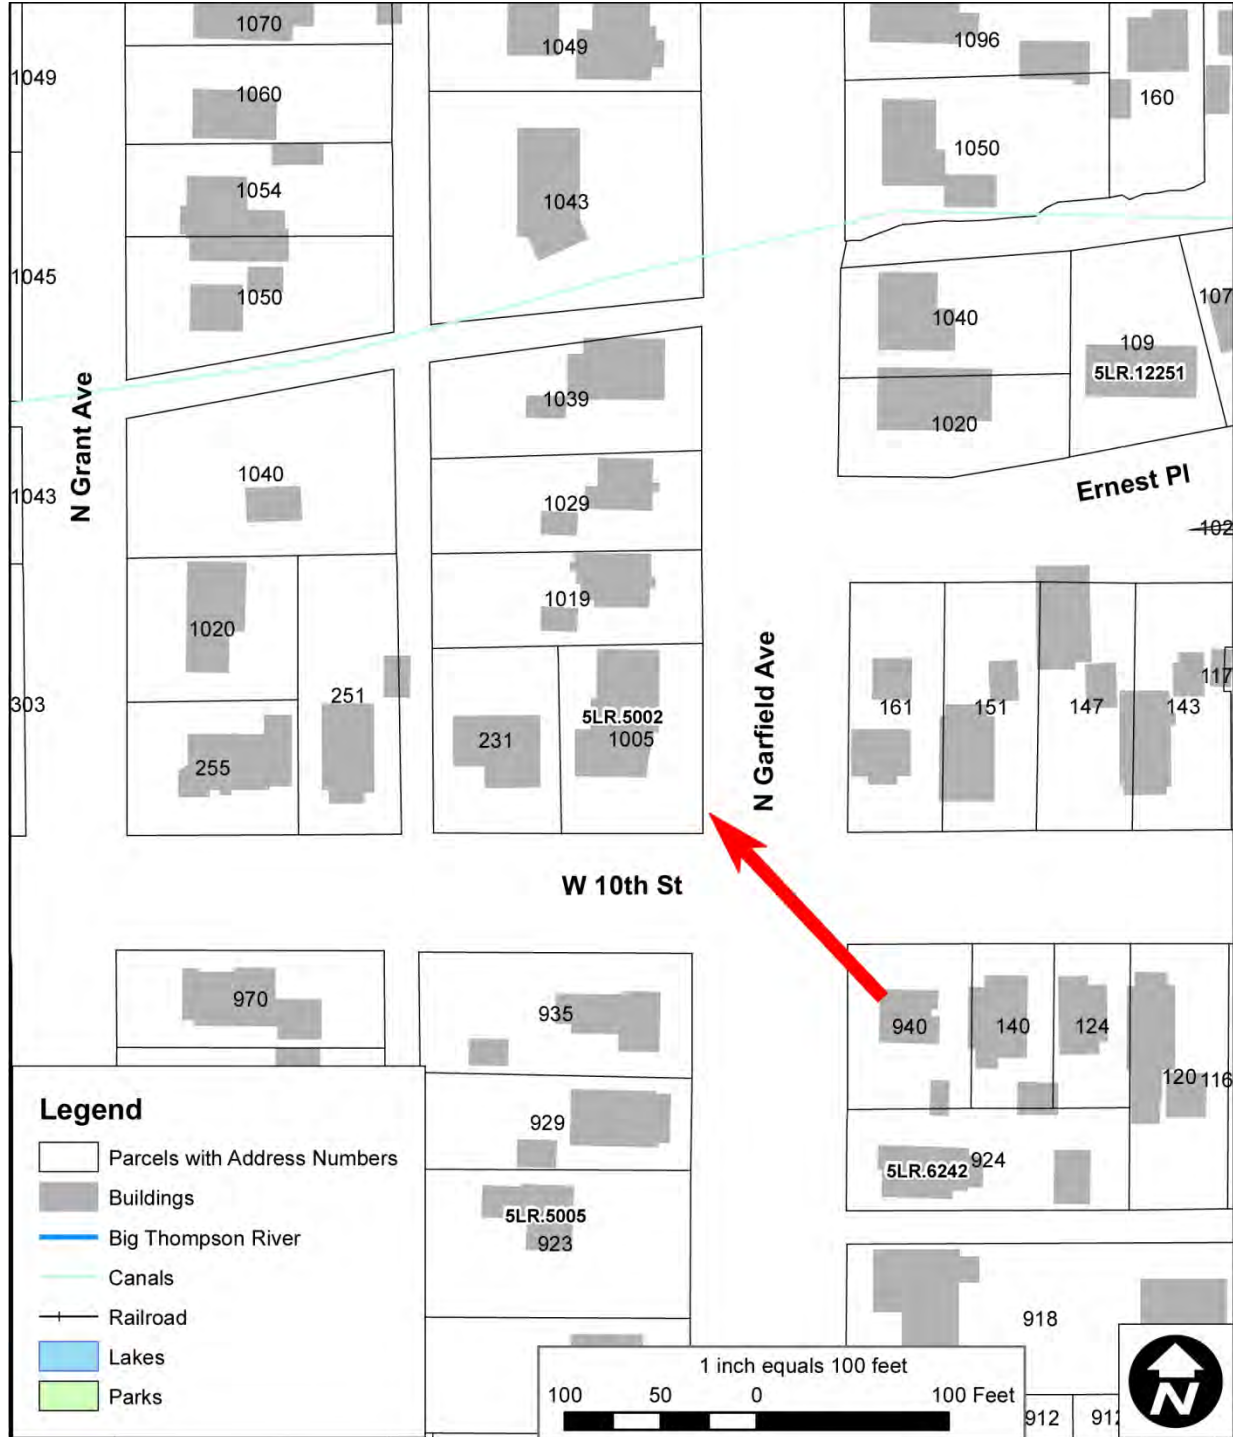 1070
1049
1096
1049
1060
160
1050
1054
1043
1045
1050
107
1040
109
5LR.12251
1039
1020
N Grant Ave
1040
1043
1029
Ernest Pl
102
1019
1020
N Garfield Ave
117
251
303
161
151
147
143
5LR.5002
231
1005
255
W 10th St
970
935
940
140
124
120
116
929
5LR.6242
924
5LR.5005
923
918
912
Legend
Parcels with Address Numbers
Buildings
Big Thompson River
Canals
Railroad
Lakes
Parks
1 inch equals 100 feet
100 50 0 100 Feet
N